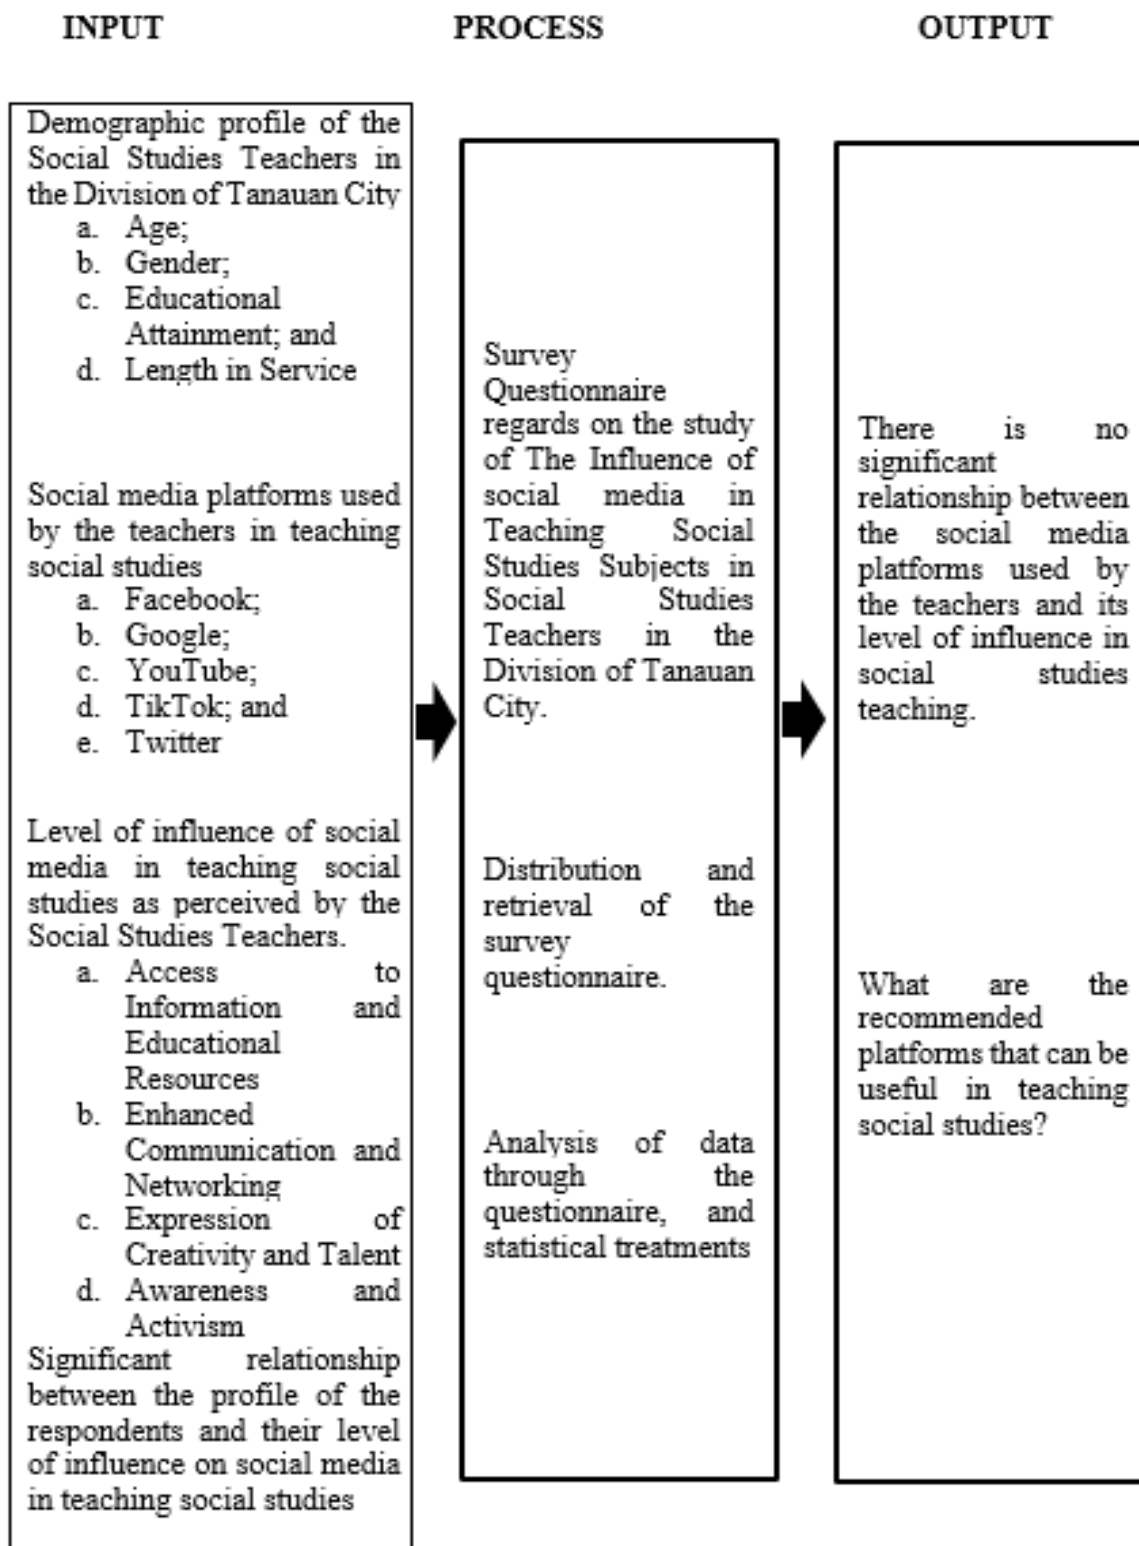 INPUT
PROCESS
OUTPUT
Demographic profile of the
Social Studies Teachers in
the Division of Tanauan City
a. Age;
b. Gender;
c. Educational
Attainment; and
d. Length in Service
Social media platforms used
by the teachers in teaching
social studies
a. Facebook;
b. Google;
c. YouTube;
d. TikTok; and
e. Twitter
Level of influence of social
media in teaching social
studies as perceived by the
Social Studies Teachers.
a. Access to
Information and
Educational
Resources
b. Enhanced
Communication and
Networking
c. Expression of
Creativity and Talent
d. Awareness and
Activism
Significant relationship
between the profile of the
respondents and their level
of influence on social media
in teaching social studies
Survey
Questionnaire
regards on the study
of The Influence of
social media in
Teaching Social
Studies Subjects in
Social Studies
Teachers in the
Division of Tanauan
City.
Distribution and
retrieval of the
survey
questionnaire.
Analysis of data
through the
questionnaire, and
statistical treatments
There is no
significant
relationship between
the social media
platforms used by
the teachers and its
level of influence in
social studies
teaching.
What are the
recommended
platforms that can be
useful in teaching
social studies?